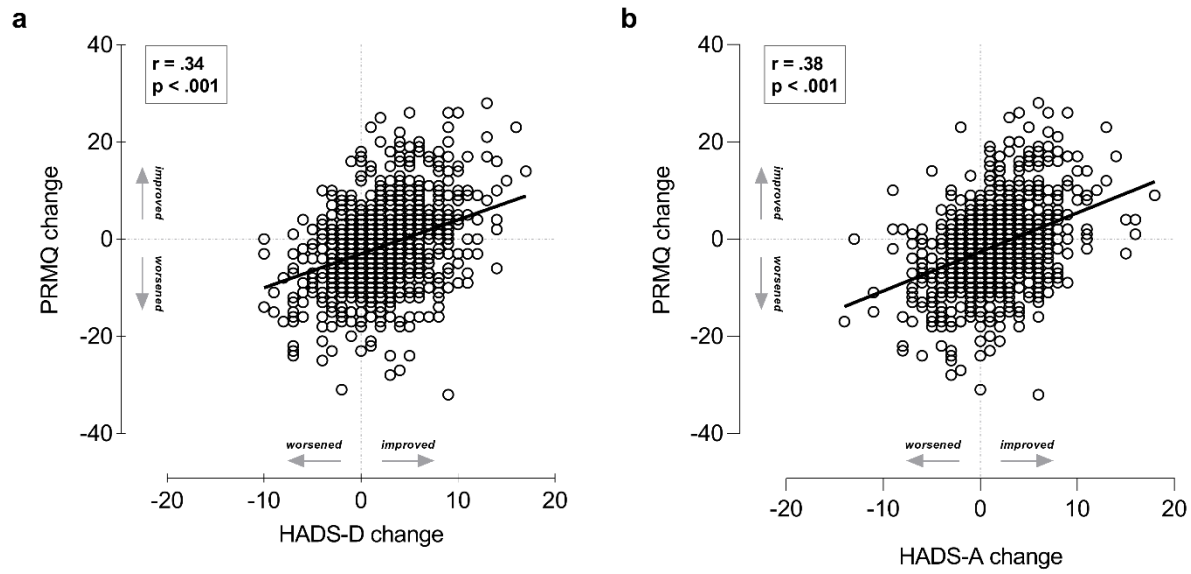 a
r = .34
p < .001
40
20
0
-20
-40
PRMQ change
improved
worsened
worsened
improved
-20
-10
0
10
20
HADS-D change
b
r = .38
p < .001
40
20
0
-20
-40
PRMQ change
improved
worsened
worsened
improved
-20
-10
0
10
20
HADS-A change